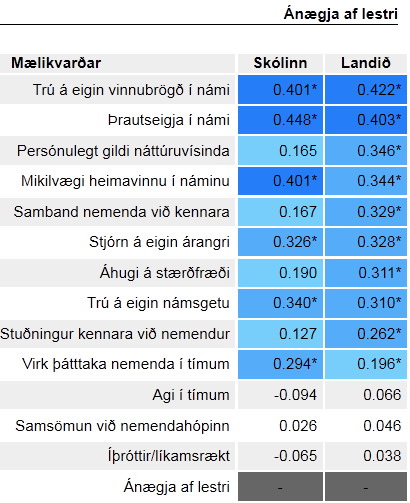 Ánægja af lestri
Mælikvarðar Skólinn Landið
Trú á eigin vinnubrögð í námi 0.401* 0.422*
Þrautseigja í námi 0.448* 0.403*
Persónulegt gildi náttúruvísinda 0.165 0.346*
Mikilvægi heimavinnu í náminu 0.401* 0.344*
Samband nemenda við kennara 0.167 0.329*
Stjórn á eigin árangri 0.326* 0.328*
Áhugi á stærðfræði 0.190 0.311*
Trú á eigin námsgetu 0.340* 0.310*
Stuðningur kennara við nemendur 0.127 0.262*
Virk þátttaka nemenda í tímum 0.294* 0.196*
Agi í tímum -0.094 0.066
Samsömun við nemendahópinn 0.026 0.046
Íþróttir/líkamsrækt -0.065 0.038
Ánægja af lestri - -